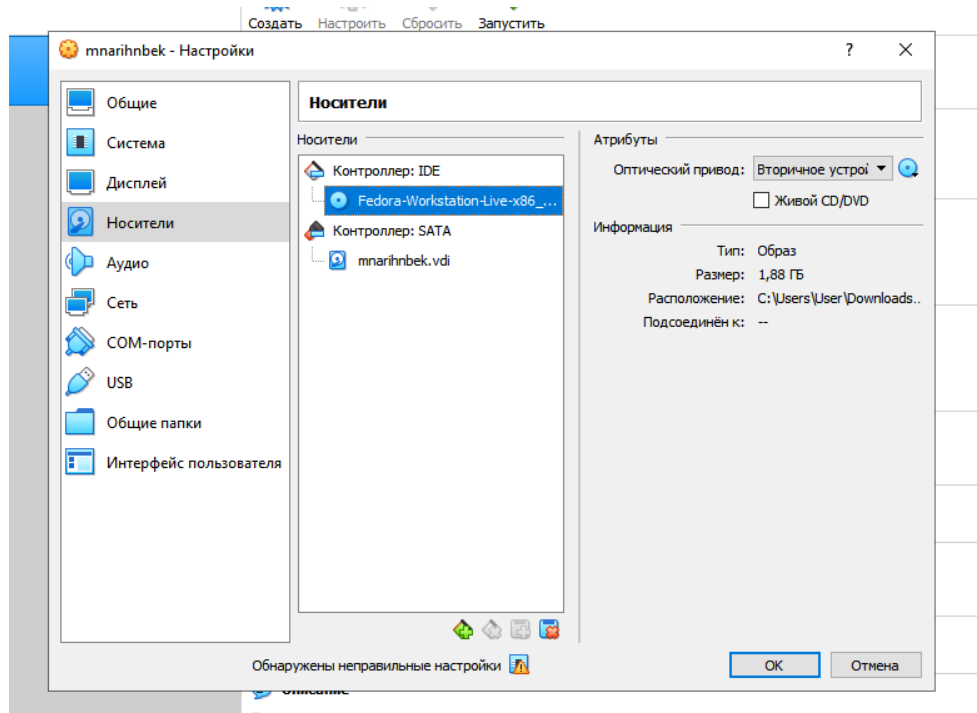 Создать Настроить Сбросить Запустить
mnarihnbek - Настройки ? ×
Общие
Система
Дисплей
Носители
Аудио
Сеть
COM-порты
USB
Общие папки
Интерфейс пользователя
Носители
Носители
Контроллер: IDE
Fedora-Workstation-Live-x86_...
Контроллер: SATA
mnarihnbek.vdi
Атрибуты
Оптический привод: Вторичное устрої
Живой CD/DVD
Информация
Тип: Образ
Размер: 1,88 ГБ
Расположение: C:\Users\User\Downloads..
Подсоединён к: --
Обнаружены неправильные настройки
OK Отмена
Описание